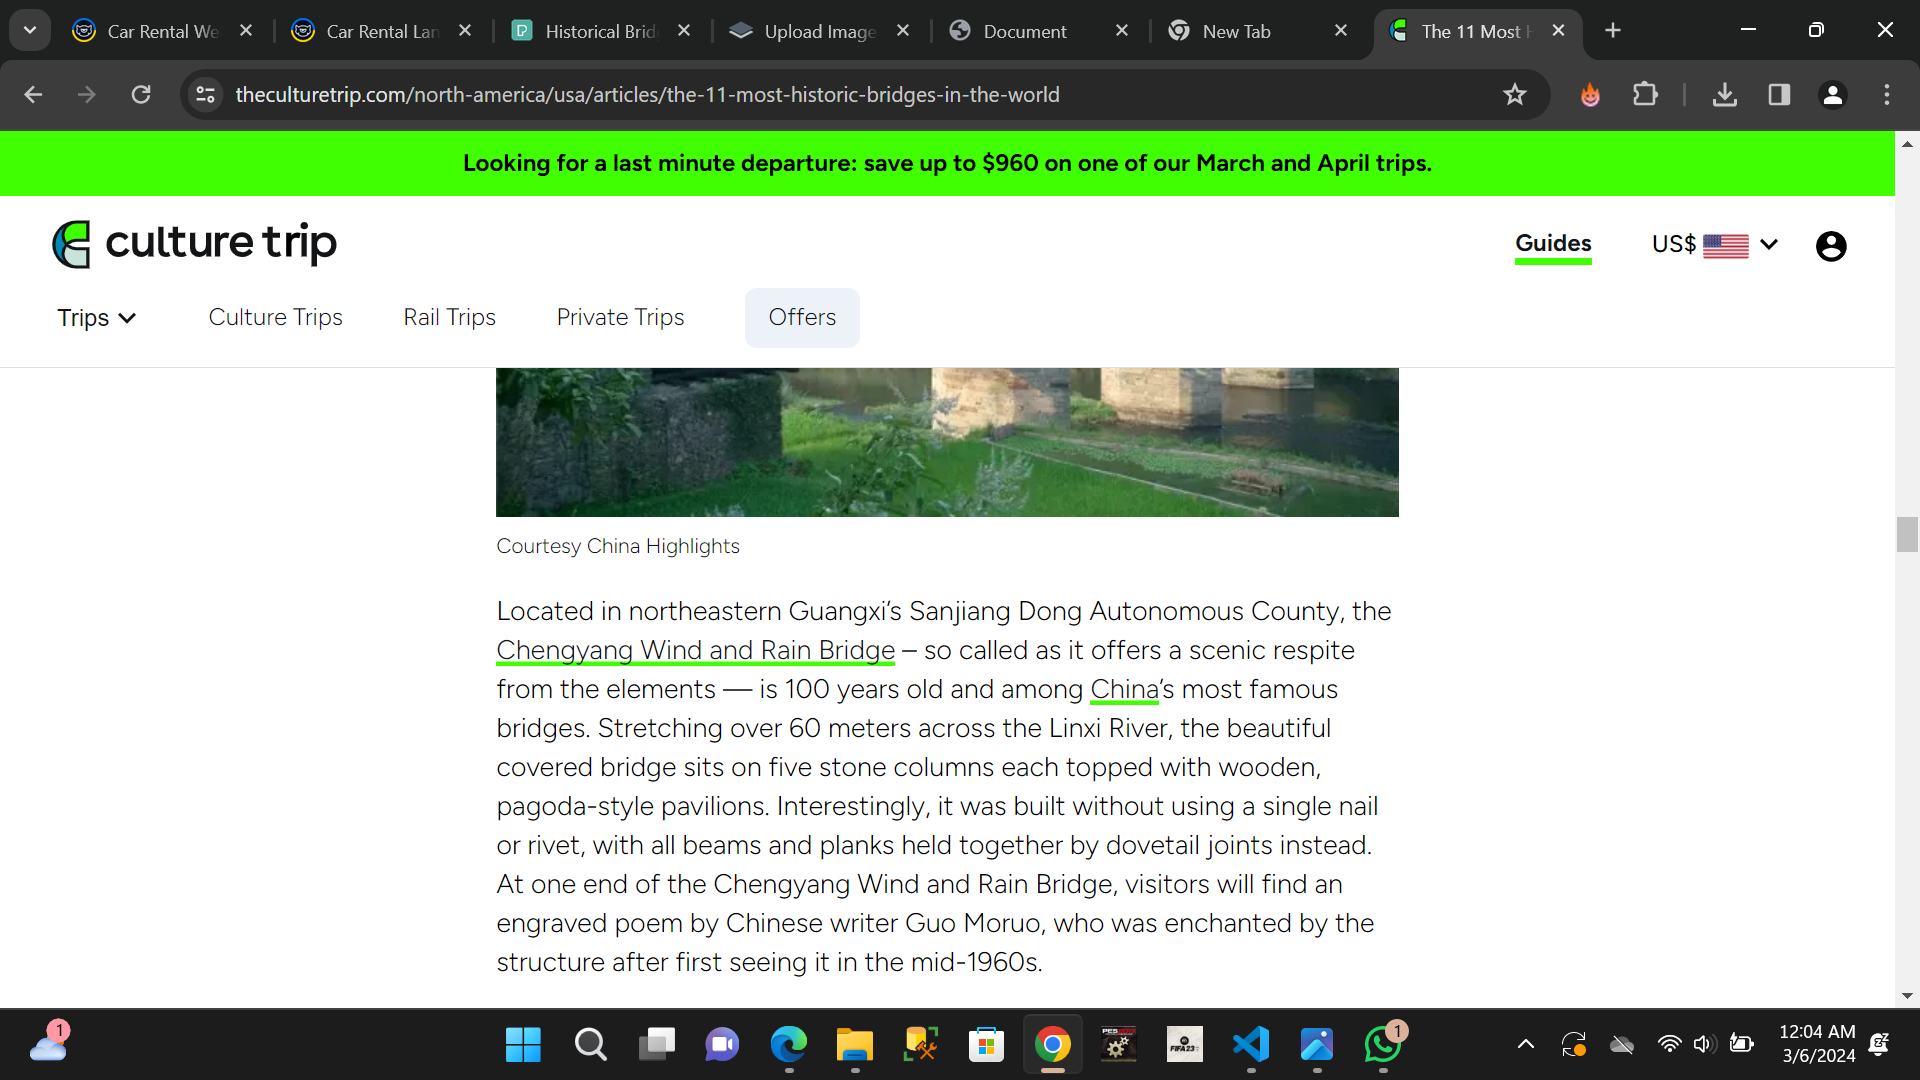 Car Rental We
Car Rental Lan
Historical Brid
Upload Image
Document
New Tab
The 11 Most H
theculturetrip.com/north-america/usa/articles/the-11-most-historic-bridges-in-the-world
Looking for a last minute departure: save up to $960 on one of our March and April trips.
culture trip
Guides
US$
Trips
Culture Trips
Rail Trips
Private Trips
Offers
Courtesy China Highlights
Located in northeastern Guangxi’s Sanjiang Dong Autonomous County, the
Chengyang Wind and Rain Bridge – so called as it offers a scenic respite
from the elements — is 100 years old and among China’s most famous
bridges. Stretching over 60 meters across the Linxi River, the beautiful
covered bridge sits on five stone columns each topped with wooden,
pagoda-style pavilions. Interestingly, it was built without using a single nail
or rivet, with all beams and planks held together by dovetail joints instead.
At one end of the Chengyang Wind and Rain Bridge, visitors will find an
engraved poem by Chinese writer Guo Moruo, who was enchanted by the
structure after first seeing it in the mid-1960s.
1
FIFA 23
1
12:04 AM
3/6/2024